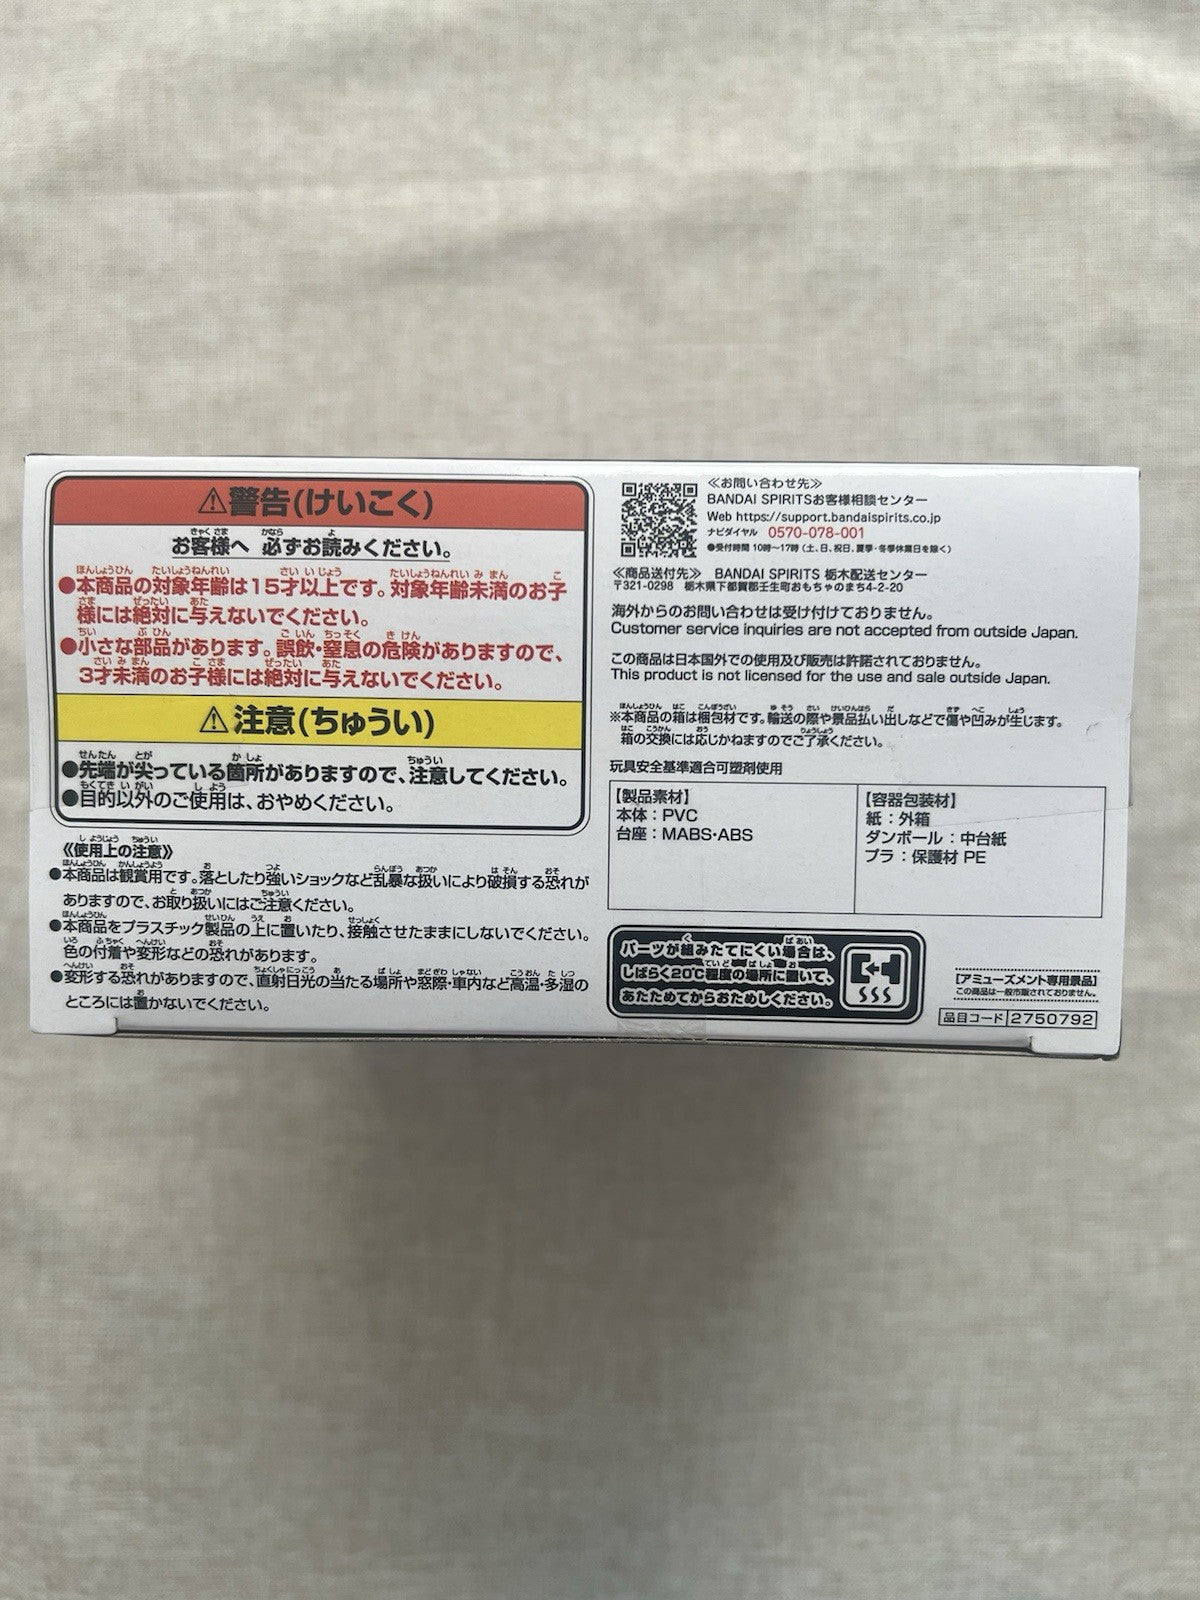 ⚠警告(けいこく)
お客様へ 必ずお読みください。
●本商品の対象年齢は15才以上です。対象年齢未満のお子
様には絶対に与えないでください。
●小さな部品があります。誤飲・窒息の危険がありますので、
3才未満のお子様には絶対に与えないでください。
⚠注意(ちゅうい)
●先端が尖っている箇所がありますので、注意してください。
●目的以外のご使用は、おやめください。
≪使用上の注意≫
●本商品は観賞用です。落としたり強いショックなど乱暴な扱いにより破損する恐れが
ありますので、お取り扱いにはご注意ください。
●本商品をプラスチック製品の上に置いたり、接触させたままにしないでください。
色の付着や変形などの恐れがあります。
●変形する恐れがありますので、直射日光の当たる場所や窓際・車内など高温・多湿の
ところには置かないでください。
≪お問い合わせ先≫
BANDAI SPIRITSお客様相談センター
Web https://support.bandaispirits.co.jp
ナビダイヤル 0570-078-001
●受付時間 10時〜17時 (土、日、祝日、夏季・冬季休業日を除く)
≪商品送付先≫ BANDAI SPIRITS 栃木配送センター
〒321-0298 栃木県下都賀郡壬生町おもちゃのまち4-2-20
海外からのお問い合わせは受け付けておりません。
Customer service inquiries are not accepted from outside Japan.
この商品は日本国外での使用及び販売は許諾されておりません。
This product is not licensed for the use and sale outside Japan.
※本商品の箱は梱包材です。輸送の際や景品払い出しなどで傷や凹みが生じます。
箱の交換には応じかねますのでご了承ください。
玩具安全基準適合可塑剤使用
【製品素材】
本体：PVC
台座：MABS・ABS
【容器包装材】
紙：外箱
ダンボール：中台紙
プラ：保護材 PE
パーツが組みたてにくい場合は、
しばらく20℃程度の場所に置いて、
あたためてからおためしください。
【アミューズメント専用景品】
この商品は一般市販されておりません。
品目コード 2750792